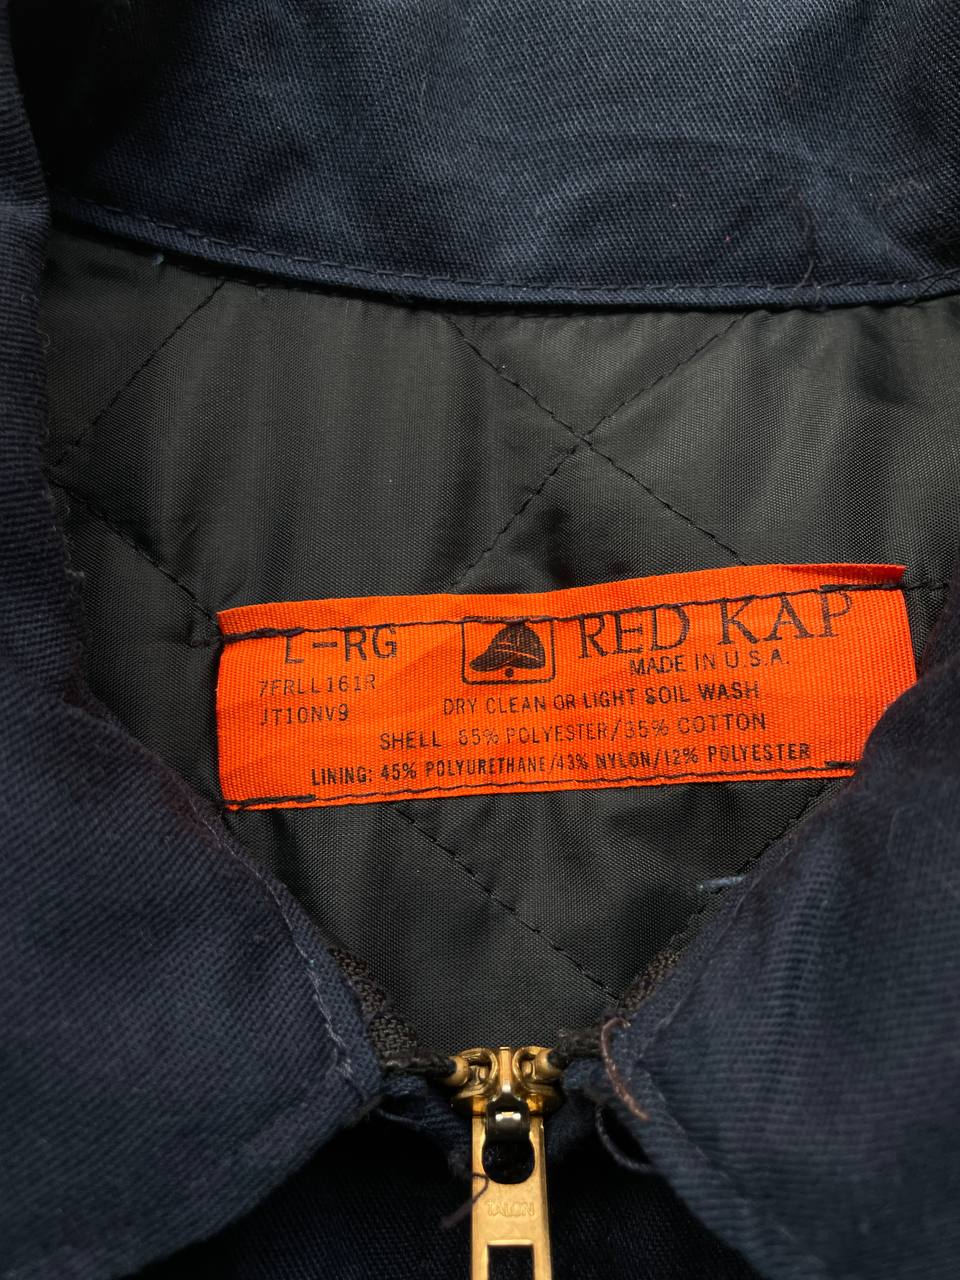 L-RG
RED KAP
MADE IN U.S.A.
7FRLL161R
JT10NV9
DRY CLEAN OR LIGHT SOIL WASH
SHELL 65% POLYESTER/35% COTTON
LINING: 45% POLYURETHANE/43% NYLON/12% POLYESTER
TALON